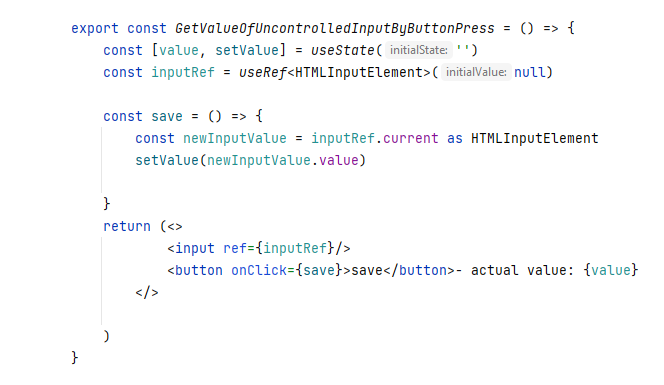 export const GetValueOfUncontrolledInputByButtonPress = () => {
const [value, setValue] = useState( initialState: '')
const inputRef = useRef<HTMLInputElement>( initialValue: null)
const save = () => {
const newInputValue = inputRef.current as HTMLInputElement
setValue(newInputValue.value)
}
return (<>
<input ref={inputRef}/>
<button onClick={save}>save</button>- actual value: {value}
</>
)
}